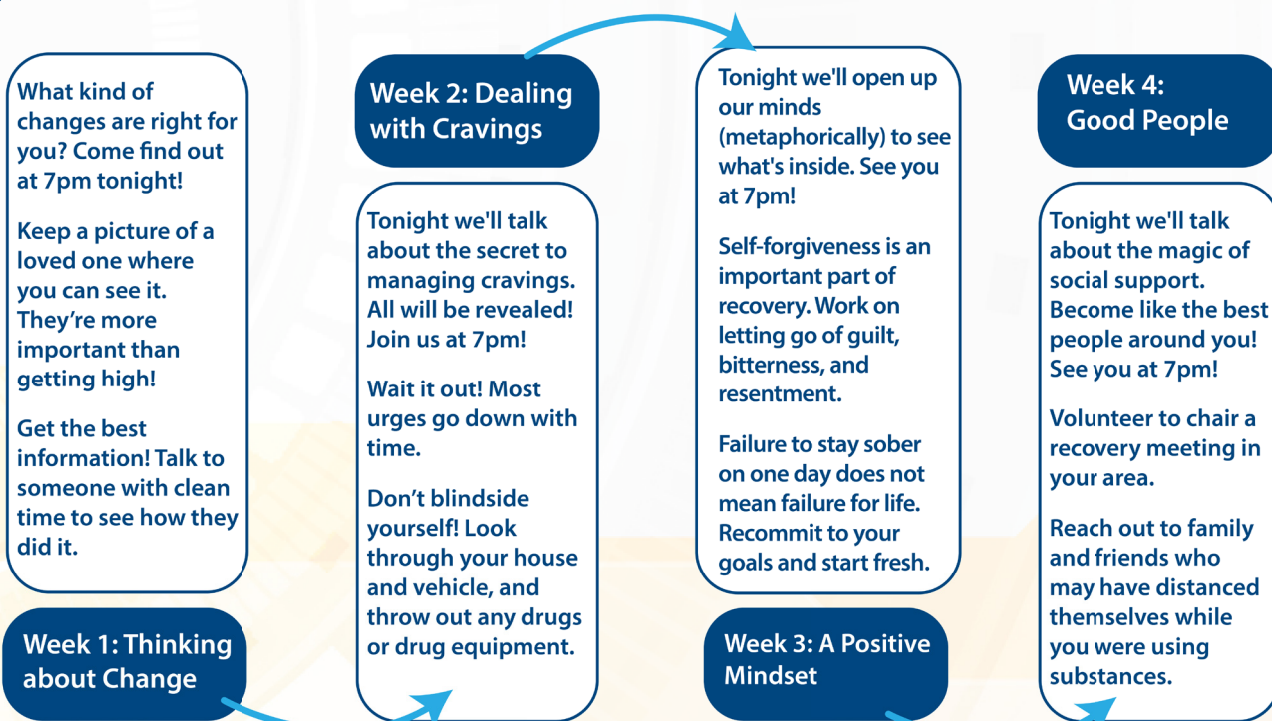 What kind of
changes are right for
you? Come find out
at 7pm tonight!
Keep a picture of a
loved one where
you can see it.
They’re more
important than
getting high!
Get the best
information! Talk to
someone with clean
time to see how they
did it.
Week 1: Thinking
about Change
Week 2: Dealing
with Cravings
Tonight we'll talk
about the secret to
managing cravings.
All will be revealed!
Join us at 7pm!
Wait it out! Most
urges go down with
time.
Don’t blindside
yourself! Look
through your house
and vehicle, and
throw out any drugs
or drug equipment.
Tonight we'll open up
our minds
(metaphorically) to see
what's inside. See you
at 7pm!
Self-forgiveness is an
important part of
recovery. Work on
letting go of guilt,
bitterness, and
resentment.
Failure to stay sober
on one day does not
mean failure for life.
Recommit to your
goals and start fresh.
Week 3: A Positive
Mindset
Week 4:
Good People
Tonight we'll talk
about the magic of
social support.
Become like the best
people around you!
See you at 7pm!
Volunteer to chair a
recovery meeting in
your area.
Reach out to family
and friends who
may have distanced
themselves while
you were using
substances.